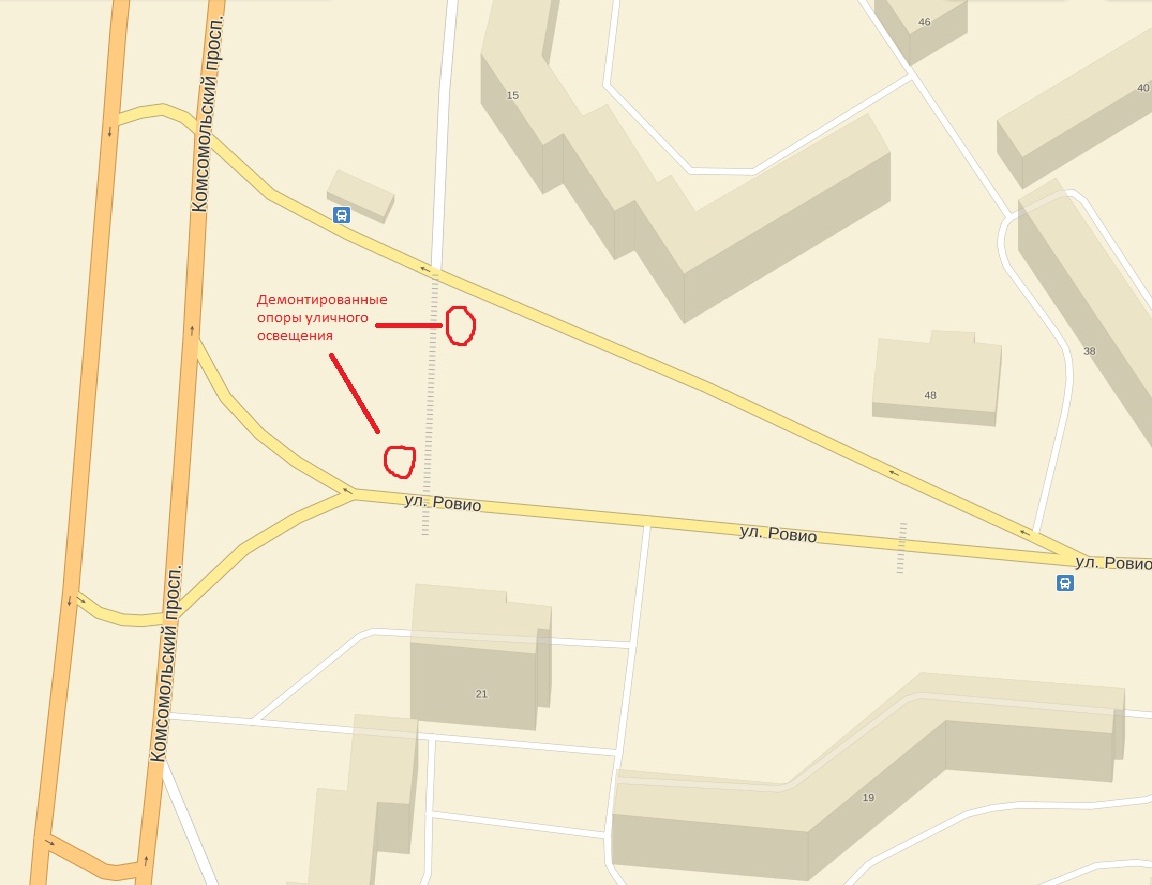 46
Комсомольский просп.
15
40
Демонтированные
опоры уличного
освещения
38
48
ул. Ровио
ул. Ровио
ул. Ровио
Комсомольский просп.
21
19